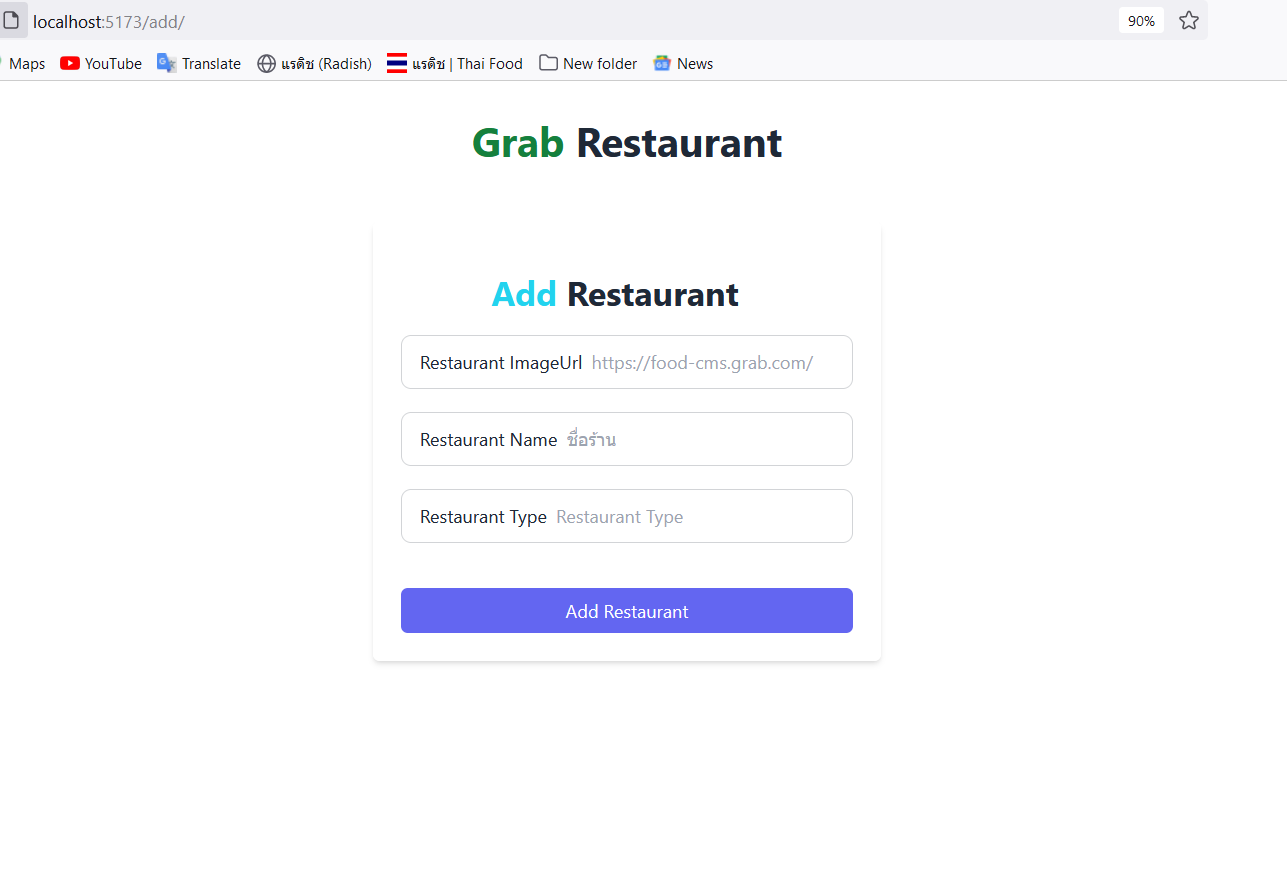 localhost:5173/add/ 90%
Maps YouTube Translate แรดิช (Radish) แรดิช | Thai Food New folder News
Grab Restaurant
Add Restaurant
Restaurant ImageUrl https://food-cms.grab.com/
Restaurant Name ชื่อร้าน
Restaurant Type Restaurant Type
Add Restaurant